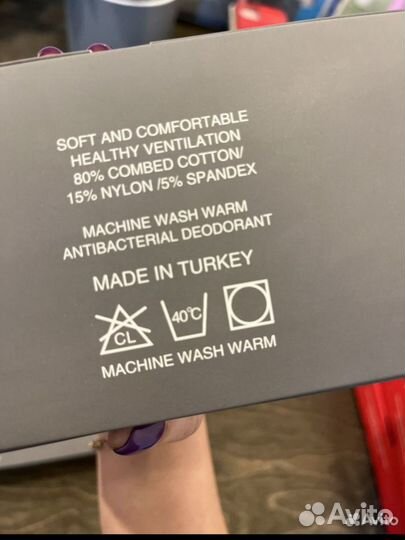 SOFT AND COMFORTABLE
HEALTHY VENTILATION
80% COMBED COTTON/
15% NYLON /5% SPANDEX
MACHINE WASH WARM
ANTIBACTERIAL DEODORANT
MADE IN TURKEY
CL 40°C
MACHINE WASH WARM
Avito
Avito